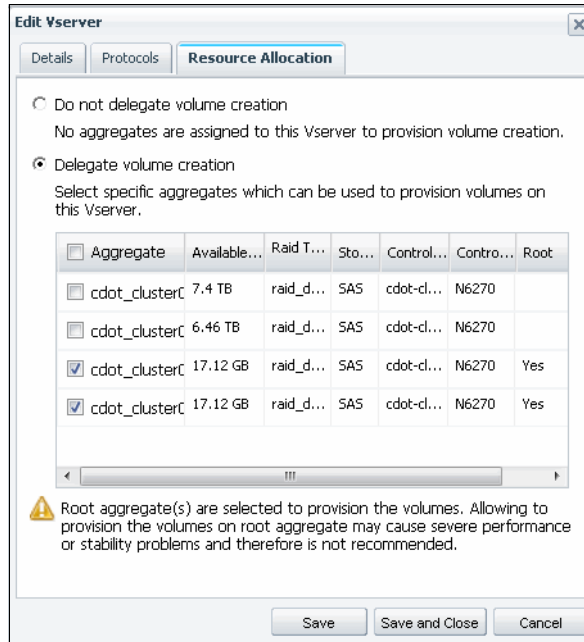 Edit Vserver
Details Protocols Resource Allocation
Do not delegate volume creation
No aggregates are assigned to this Vserver to provision volume creation.
Delegate volume creation
Select specific aggregates which can be used to provision volumes on
this Vserver.
Aggregate Available... Raid T... Sto... Control... Contro... Root
cdot_cluster0 7.4 TB raid_d... SAS cdot-cl... N6270
cdot_cluster0 6.46 TB raid_d... SAS cdot-cl... N6270
cdot_cluster0 17.12 GB raid_d... SAS cdot-cl... N6270 Yes
cdot_cluster0 17.12 GB raid_d... SAS cdot-cl... N6270 Yes
Root aggregate(s) are selected to provision the volumes. Allowing to
provision the volumes on root aggregate may cause severe performance
or stability problems and therefore is not recommended.
Save Save and Close Cancel